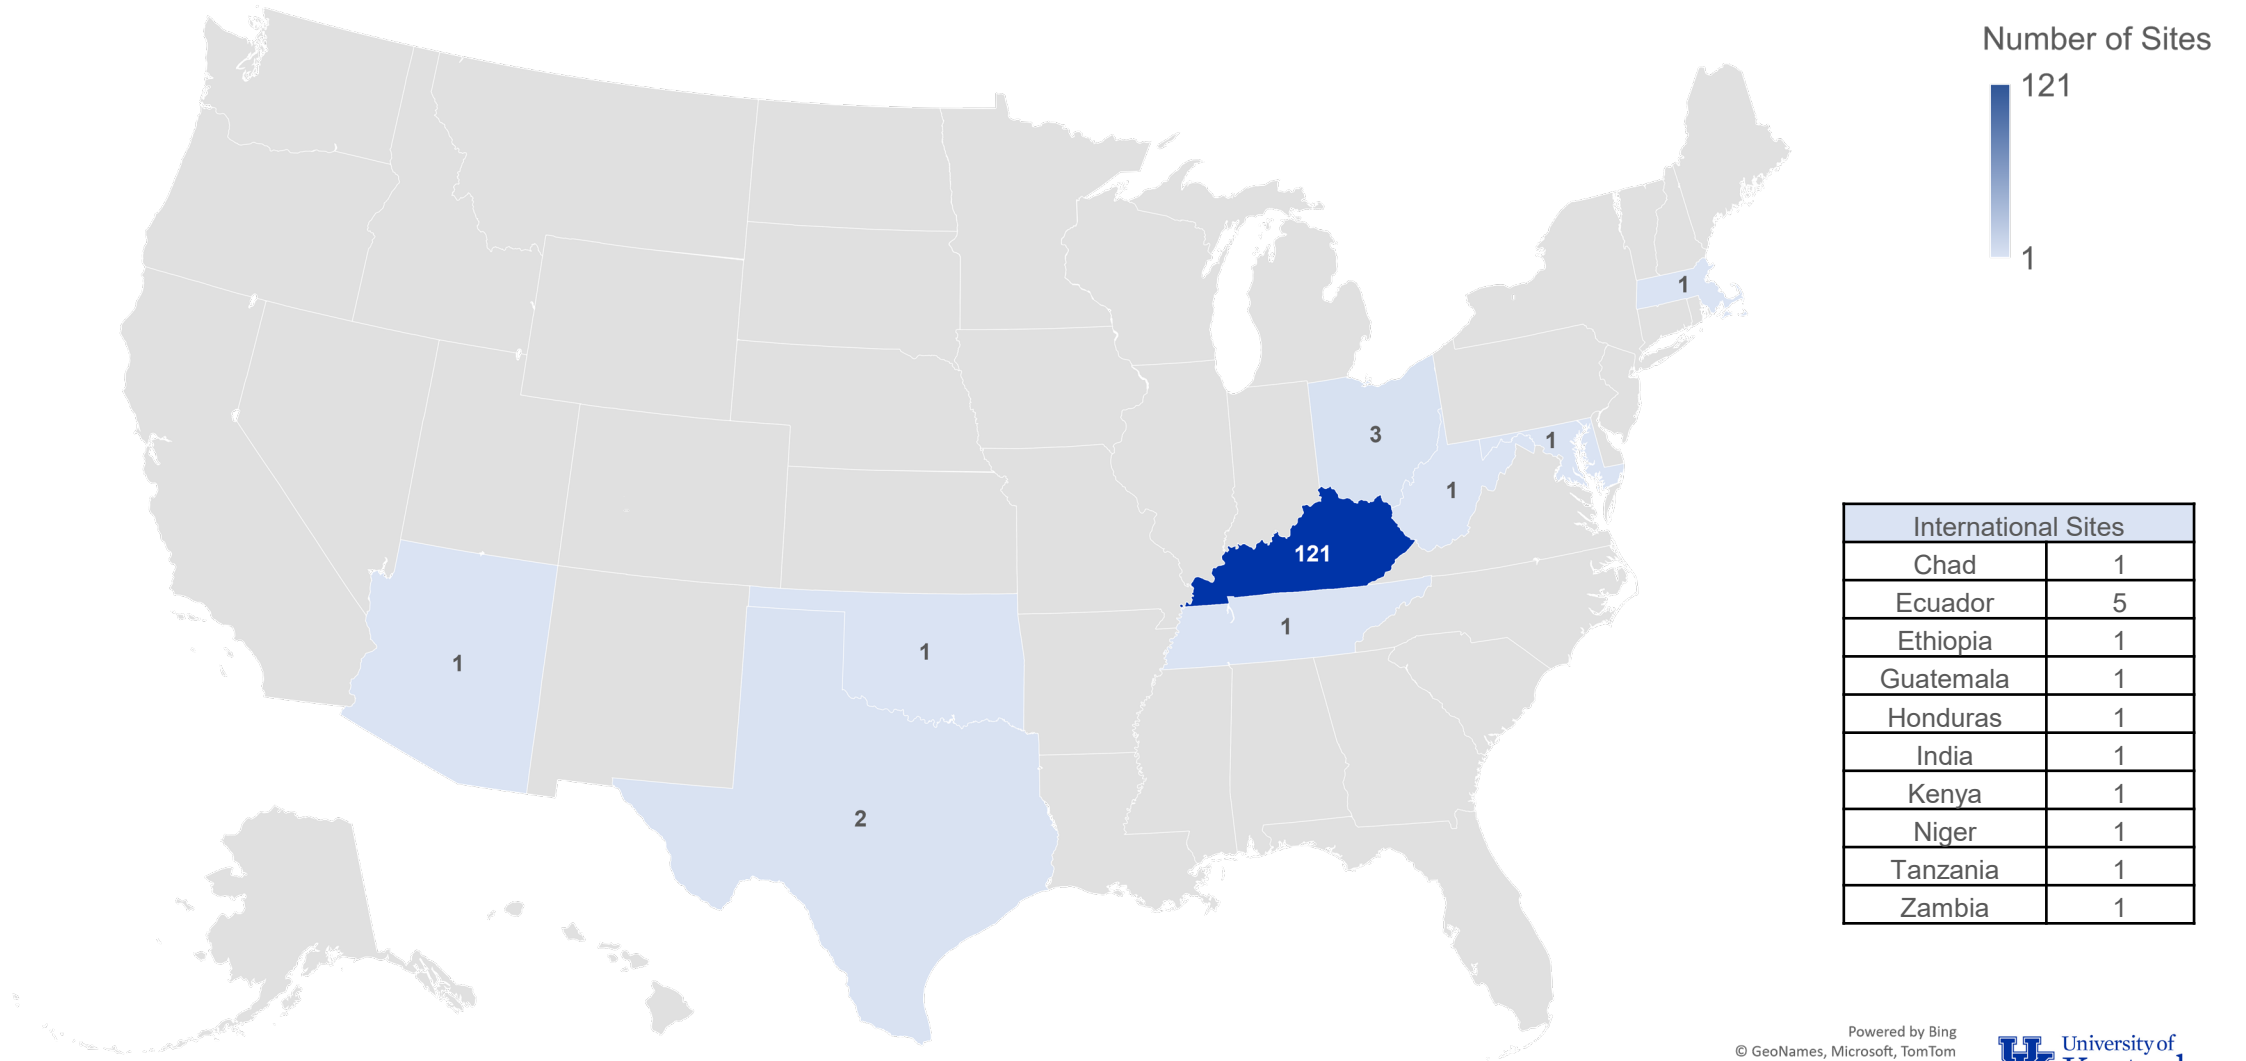 Number of Sites
121
1
1
3
1
1
121
1
1
1
2
International Sites
Chad 1
Ecuador 5
Ethiopia 1
Guatemala 1
Honduras 1
India 1
Kenya 1
Niger 1
Tanzania 1
Zambia 1
Powered by Bing
© GeoNames, Microsoft, TomTom
University of